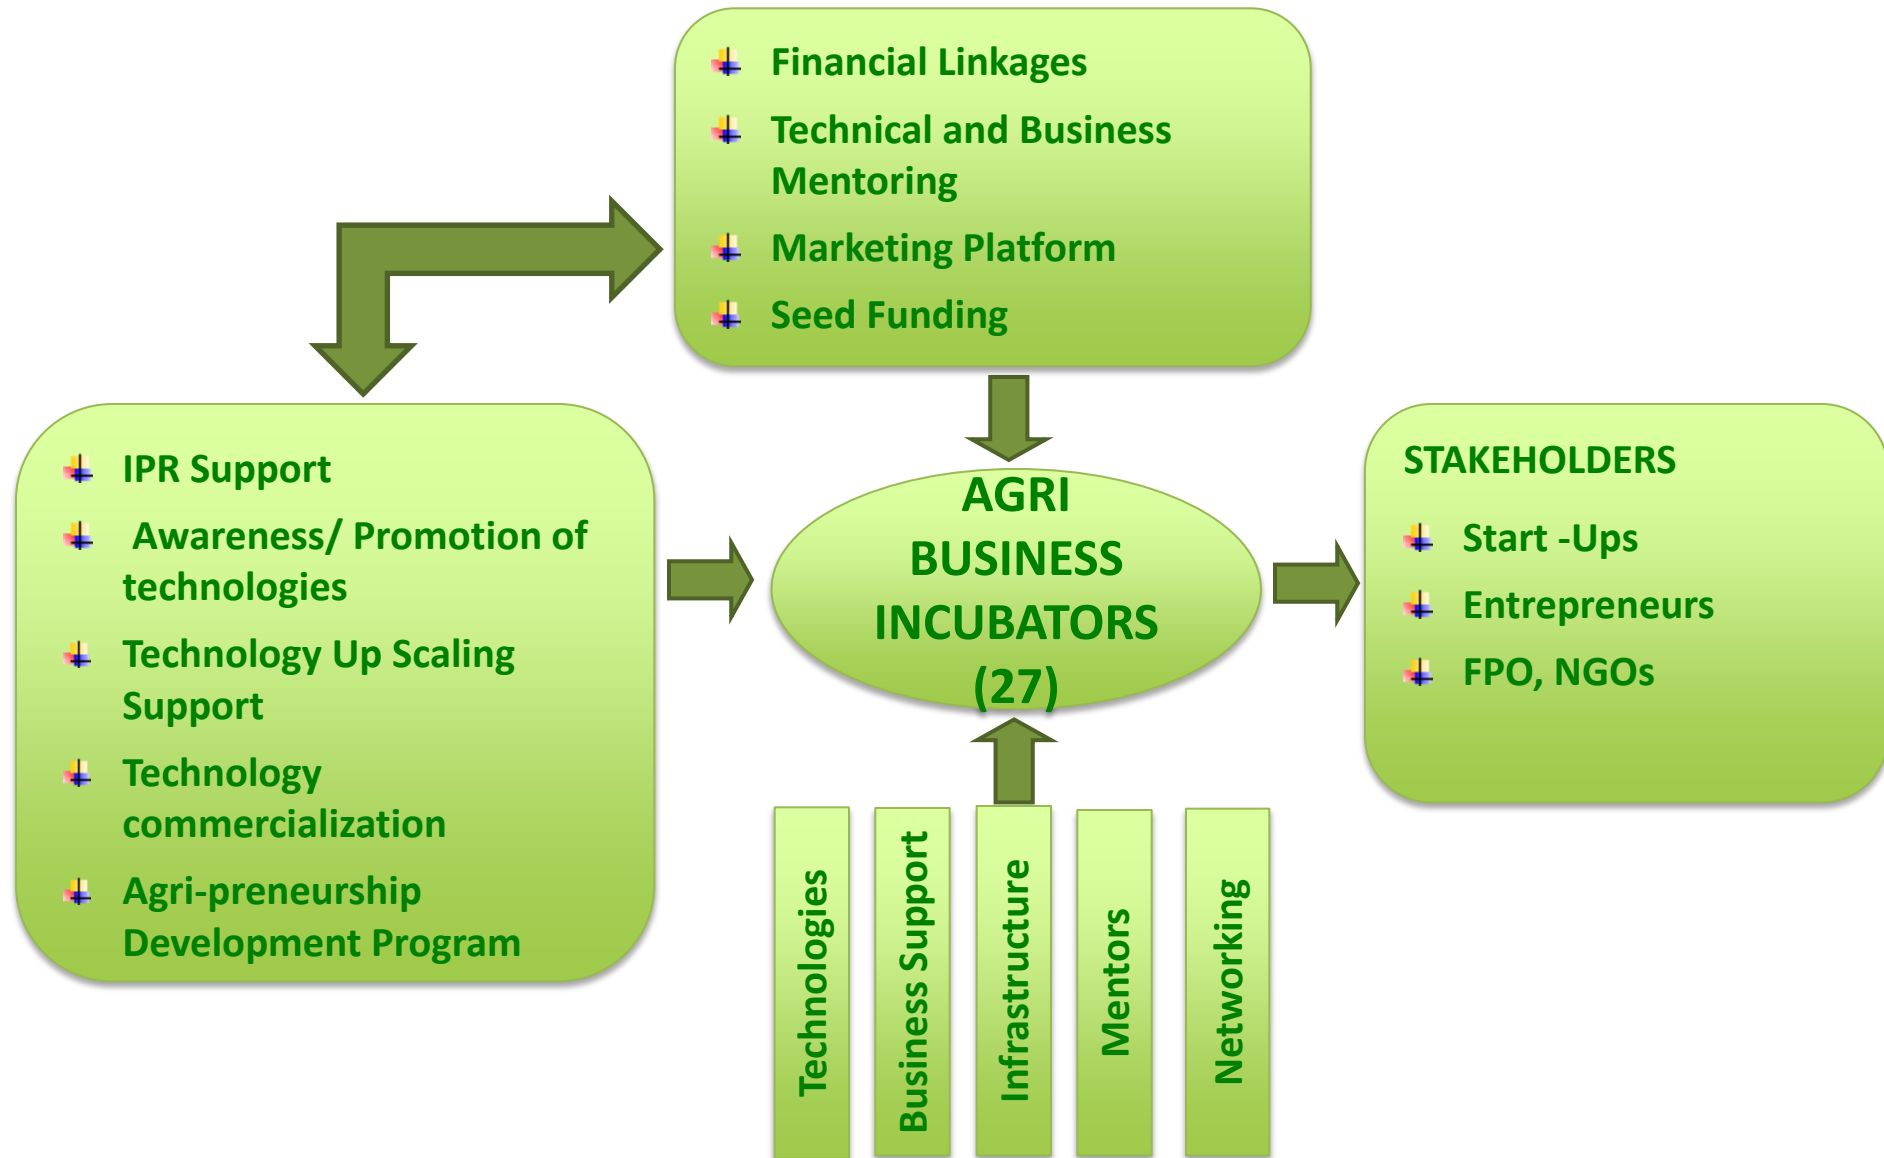 Financial Linkages
Technical and Business
Mentoring
Marketing Platform
Seed Funding
IPR Support
Awareness/ Promotion of
technologies
Technology Up Scaling
Support
Technology
commercialization
Agri-preneurship
Development Program
AGRI
BUSINESS
INCUBATORS
(27)
STAKEHOLDERS
Start -Ups
Entrepreneurs
FPO, NGOs
Technologies
Business Support
Infrastructure
Mentors
Networking